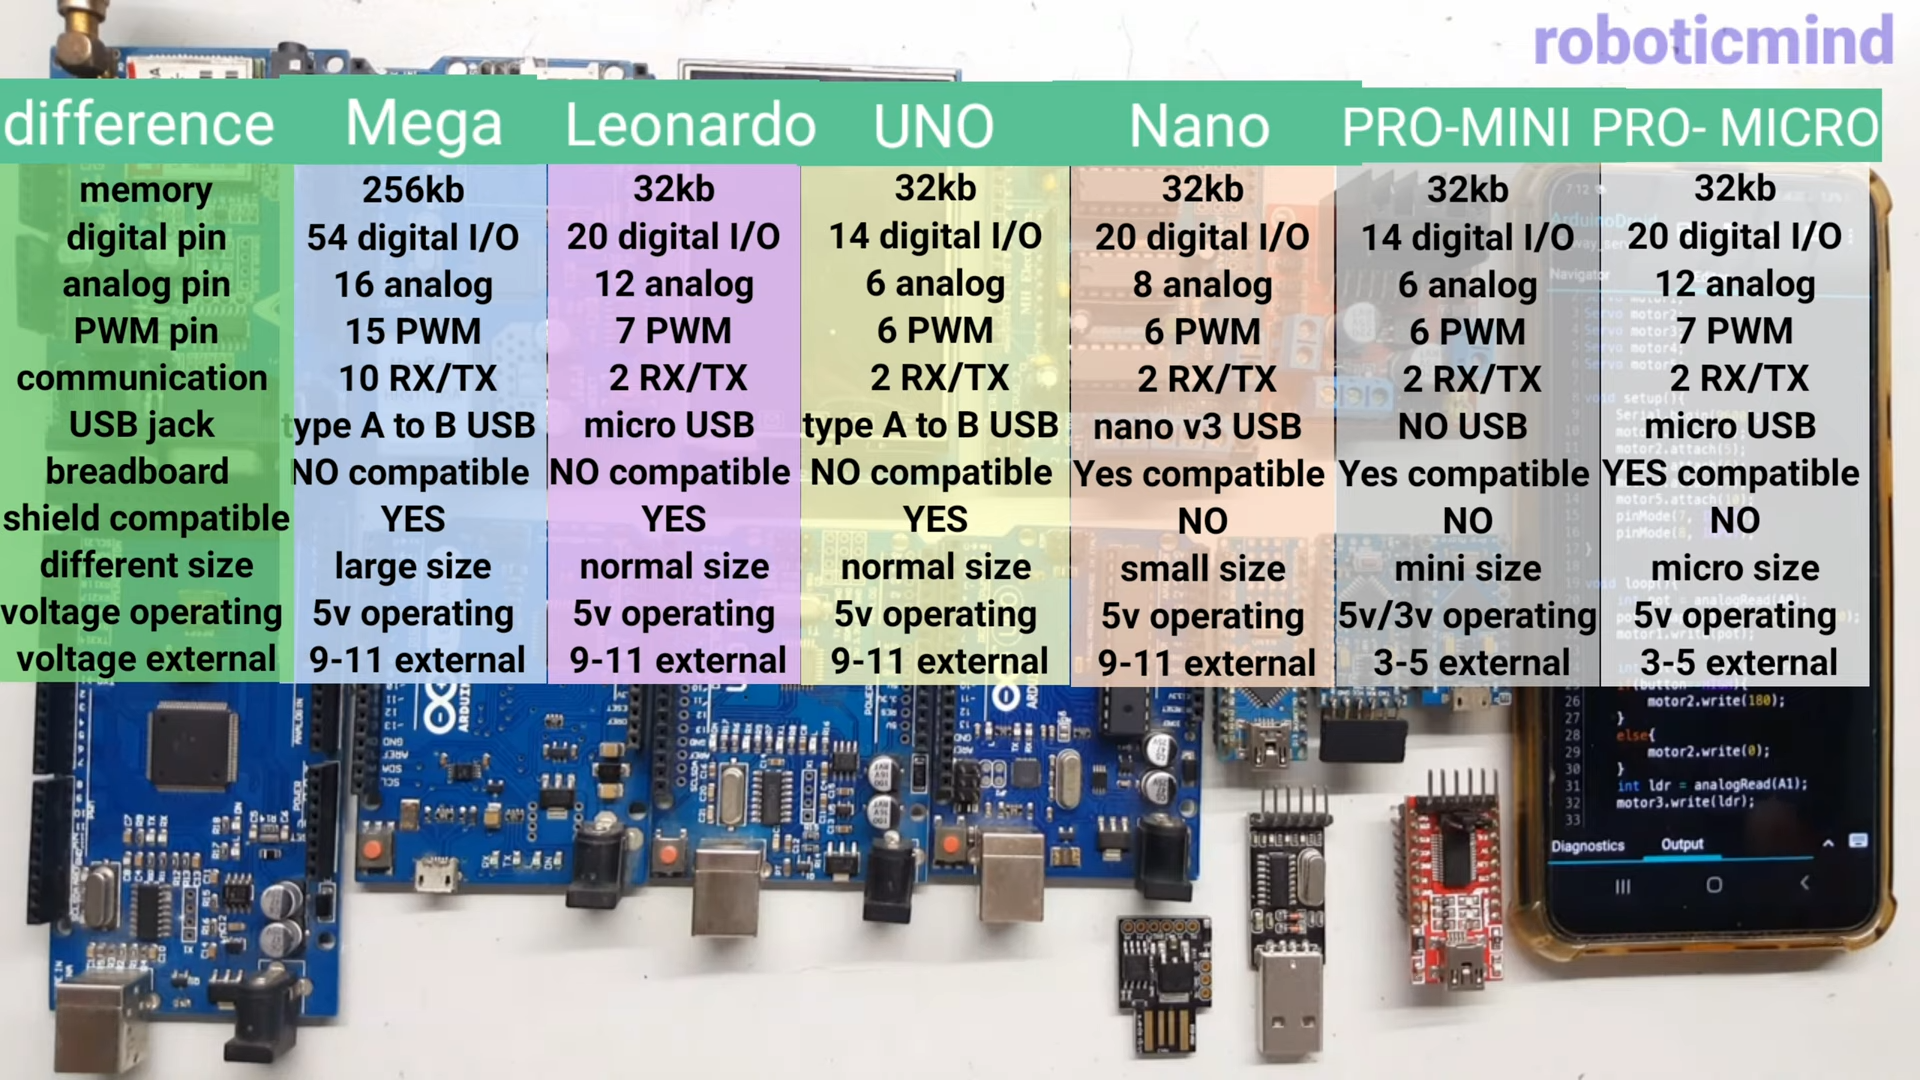 roboticmind
difference Mega Leonardo UNO Nano PRO-MINI PRO- MICRO
memory 256kb 32kb 32kb 32kb 32kb 32kb
digital pin 54 digital I/O 20 digital I/O 14 digital I/O 20 digital I/O 14 digital I/O 20 digital I/O
analog pin 16 analog 12 analog 6 analog 8 analog 6 analog 12 analog
PWM pin 15 PWM 7 PWM 6 PWM 6 PWM 6 PWM 7 PWM
communication 10 RX/TX 2 RX/TX 2 RX/TX 2 RX/TX 2 RX/TX 2 RX/TX
USB jack type A to B USB micro USB type A to B USB nano v3 USB NO USB micro USB
breadboard NO compatible NO compatible NO compatible Yes compatible Yes compatible YES compatible
shield compatible YES YES YES NO NO NO
different size large size normal size normal size small size mini size micro size
voltage operating 5v operating 5v operating 5v operating 5v operating 5v/3v operating 5v operating
voltage external 9-11 external 9-11 external 9-11 external 9-11 external 3-5 external 3-5 external
26 motor2.write(180);
27 }
28 else{
29 motor2.write(0);
30 }
31 int ldr = analogRead(A1);
32 motor3.write(ldr);
33
Diagnostics Output